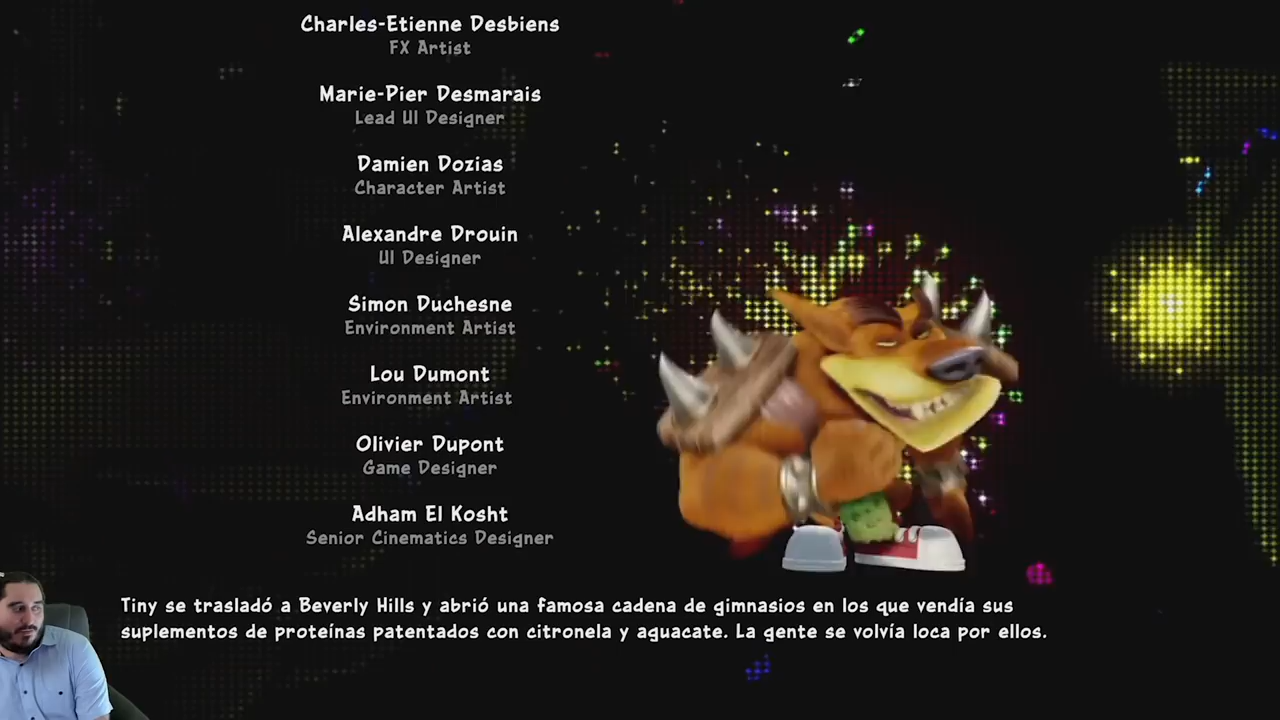 Charles-Etienne Desbiens
FX Artist
Marie-Pier Desmarais
Lead UI Designer
Damien Dozias
Character Artist
Alexandre Drouin
UI Designer
Simon Duchesne
Environment Artist
Lou Dumont
Environment Artist
Olivier Dupont
Game Designer
Adham El Kosht
Senior Cinematics Designer
Tiny se trasladó a Beverly Hills y abrió una famosa cadena de gimnasios en los que vendía sus
suplementos de proteínas patentados con citronela y aguacate. La gente se volvía loca por ellos.